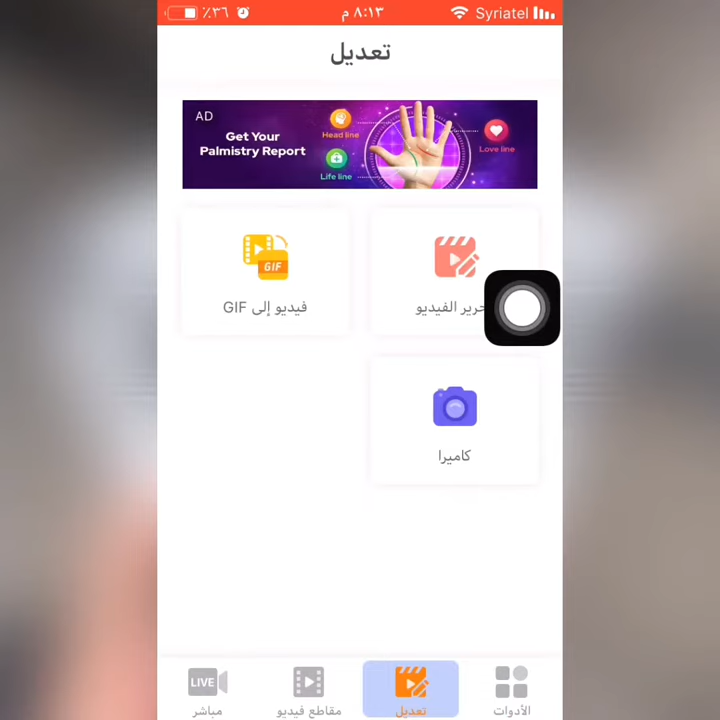 ٪٣٦
٨:١٣ م
Syriatel
تعديل
AD
Get Your
Palmistry Report
Head line
Life line
Love line
فيديو إلى GIF
الفيديو
كاميرا
LIVE
مباشر
مقاطع فيديو
تعديل
الأدوات
GIF